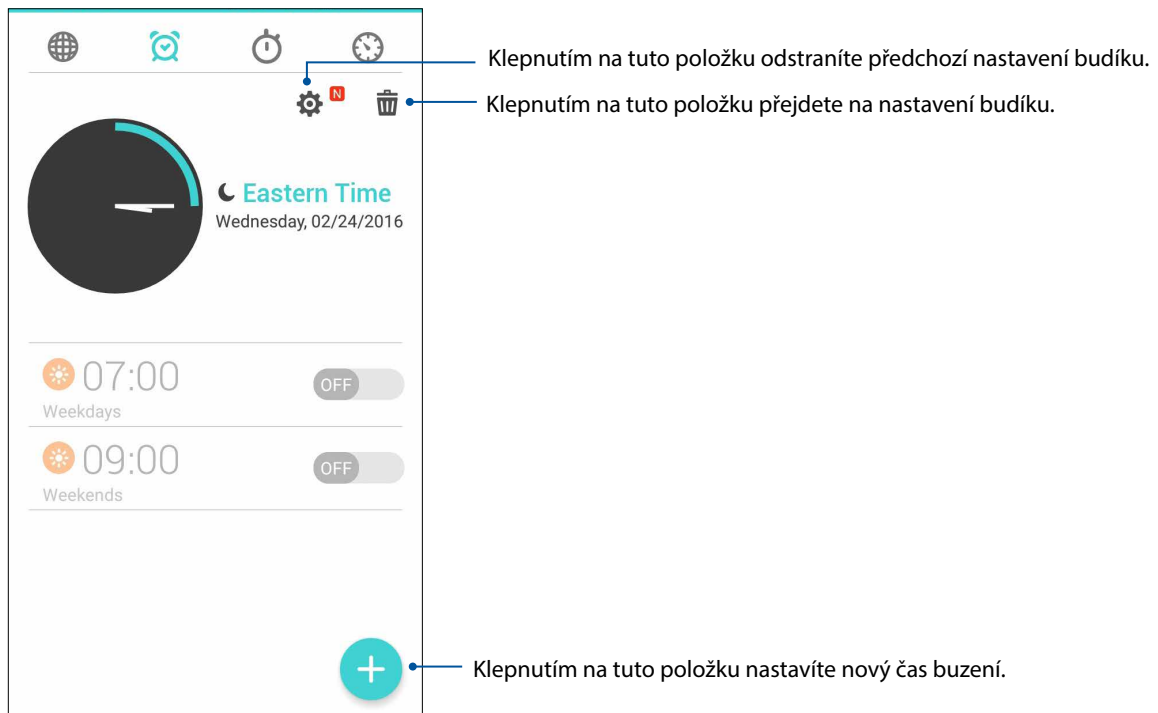 Klepnutím na tuto položku odstraníte předchozí nastavení budíku.
N
Klepnutím na tuto položku přejdete na nastavení budíku.
Eastern Time
Wednesday, 02/24/2016
07:00
OFF
Weekdays
09:00
OFF
Weekends
Klepnutím na tuto položku nastavíte nový čas buzení.